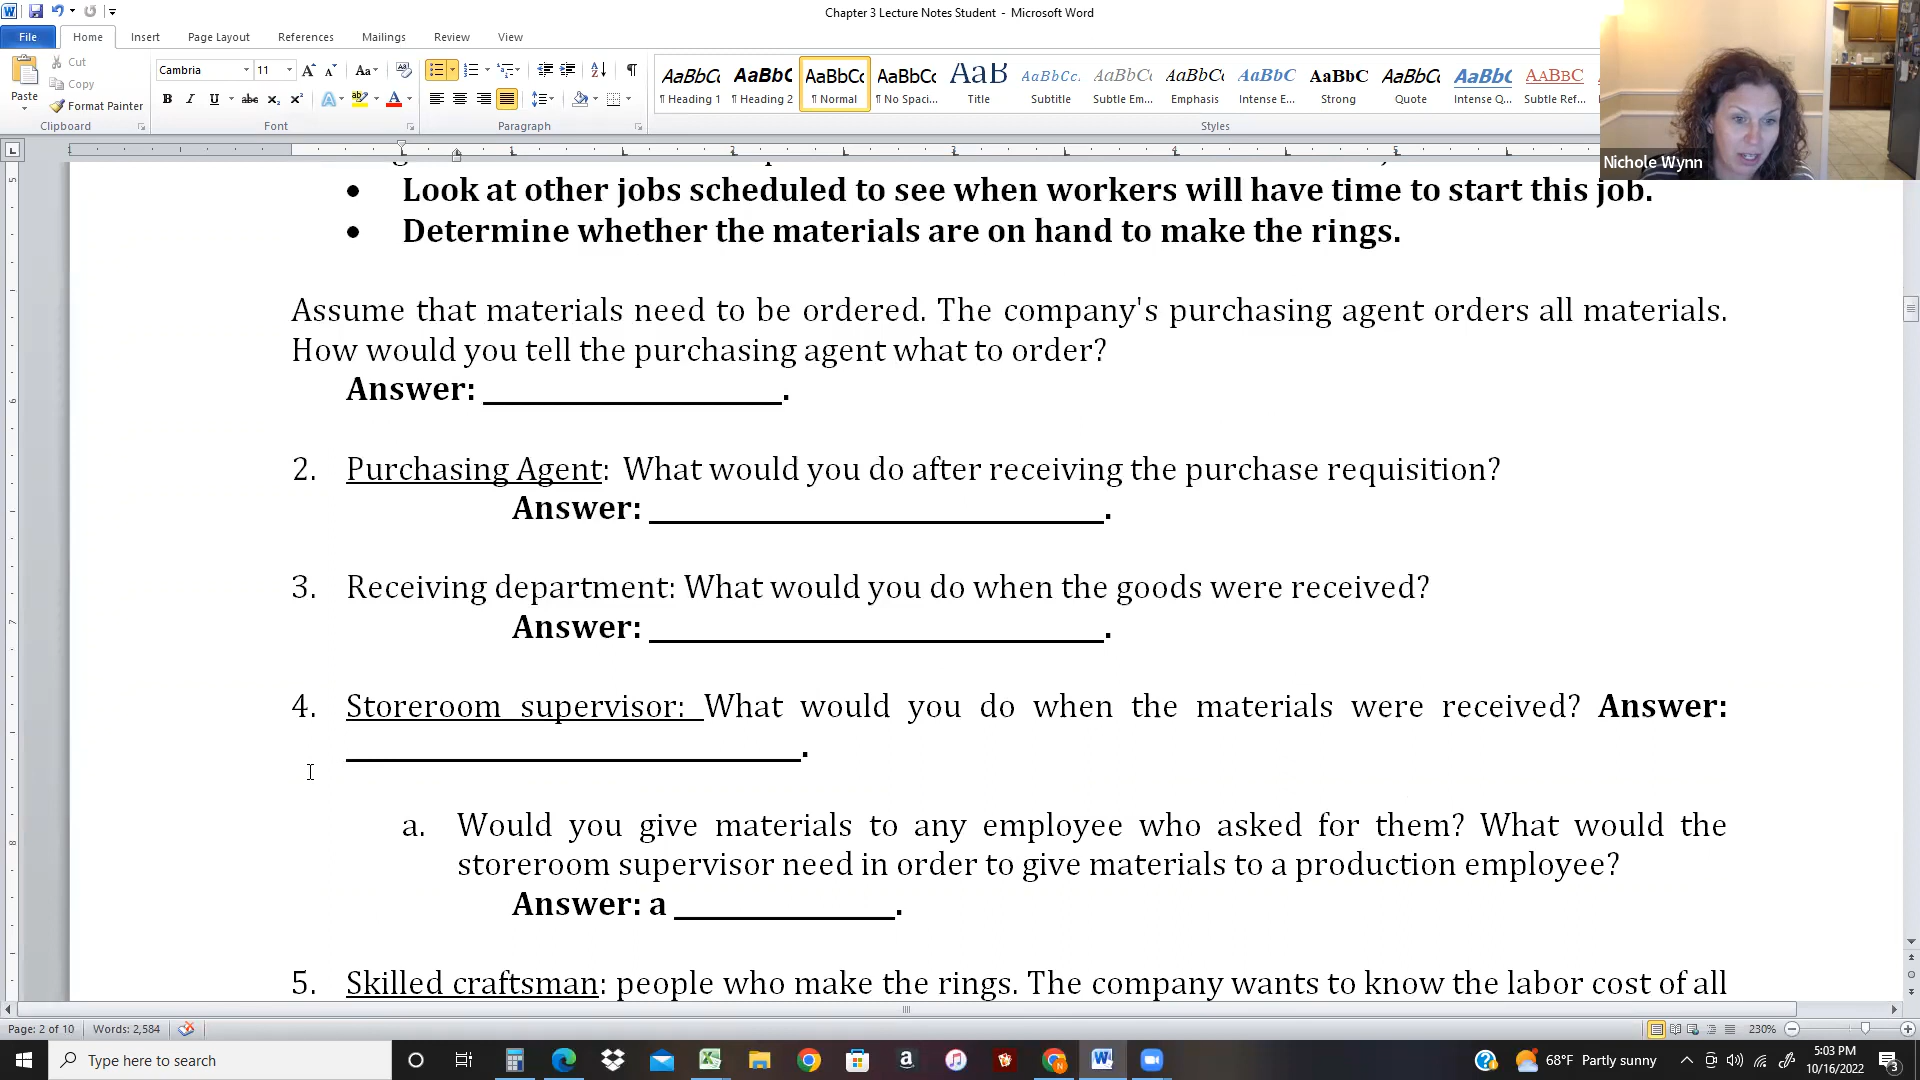 Chapter 3 Lecture Notes Student - Microsoft Word
File Home Insert Page Layout References Mailings Review View
Paste
Cut
Copy
Format Painter
Cambria 11
AaBbCc AaBbC AaBbCc AaBbCc AaB AaBbCc. AaBbCc AaBbCc AaBbC AaBbC AaBbCc AaBbC AABBC
¶ Heading 1 ¶ Heading 2 ¶ Normal ¶ No Spaci... Title Subtitle Subtle Em... Emphasis Intense E... Strong Quote Intense Q... Subtle Ref...
Clipboard Font Paragraph Styles
Nichole Wynn
• Look at other jobs scheduled to see when workers will have time to start this job.
• Determine whether the materials are on hand to make the rings.
Assume that materials need to be ordered. The company's purchasing agent orders all materials.
How would you tell the purchasing agent what to order?
Answer: ____________________.
2. Purchasing Agent: What would you do after receiving the purchase requisition?
Answer: ______________________________.
3. Receiving department: What would you do when the goods were received?
Answer: ______________________________.
4. Storeroom supervisor: What would you do when the materials were received? Answer:
______________________________.
a. Would you give materials to any employee who asked for them? What would the
storeroom supervisor need in order to give materials to a production employee?
Answer: a _______________.
5. Skilled craftsman: people who make the rings. The company wants to know the labor cost of all
Page: 2 of 10 Words: 2,584 230%
Type here to search
68°F Partly sunny
5:03 PM
10/16/2022
3